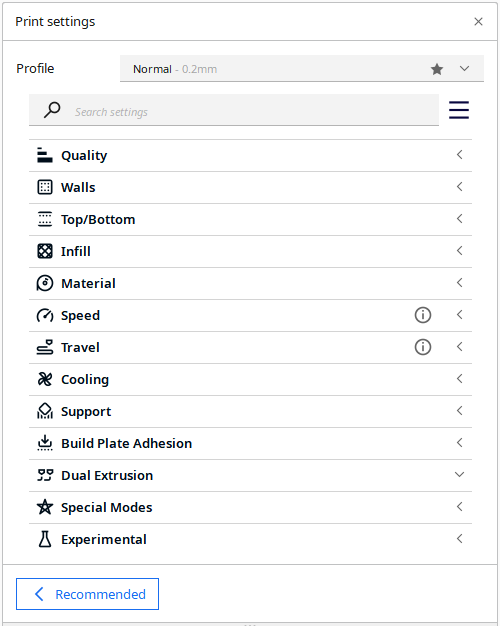 Print settings
Profile
Normal - 0.2mm
Search settings
Quality
Walls
Top/Bottom
Infill
Material
Speed
Travel
Cooling
Support
Build Plate Adhesion
Dual Extrusion
Special Modes
Experimental
Recommended